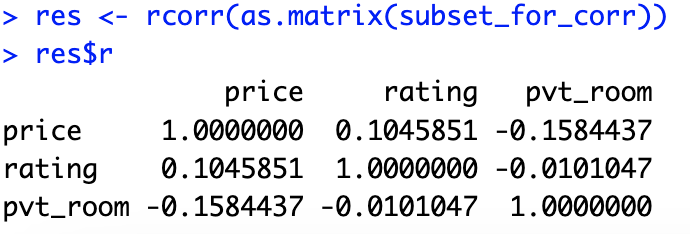 > res <- rcorr(as.matrix(subset_for_corr))
> res$r
price rating pvt_room
price 1.0000000 0.1045851 -0.1584437
rating 0.1045851 1.0000000 -0.0101047
pvt_room -0.1584437 -0.0101047 1.0000000